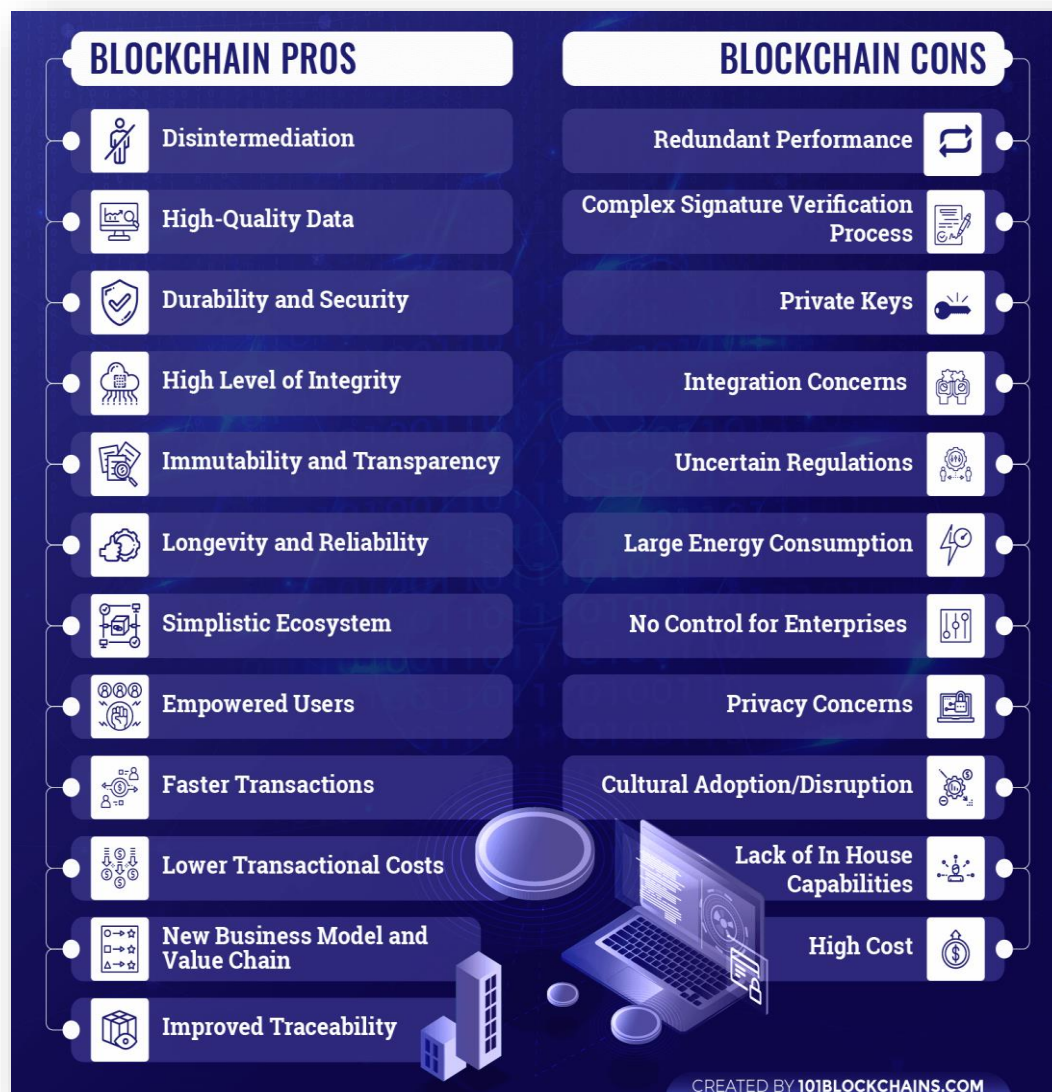 BLOCKCHAIN PROS
Disintermediation
High-Quality Data
Durability and Security
High Level of Integrity
Immutability and Transparency
Longevity and Reliability
Simplistic Ecosystem
Empowered Users
Faster Transactions
Lower Transactional Costs
New Business Model and
Value Chain
Improved Traceability
BLOCKCHAIN CONS
Redundant Performance
Complex Signature Verification
Process
Private Keys
Integration Concerns
Uncertain Regulations
Large Energy Consumption
No Control for Enterprises
Privacy Concerns
Cultural Adoption/Disruption
Lack of In House
Capabilities
High Cost
CREATED BY 101BLOCKCHAINS.COM